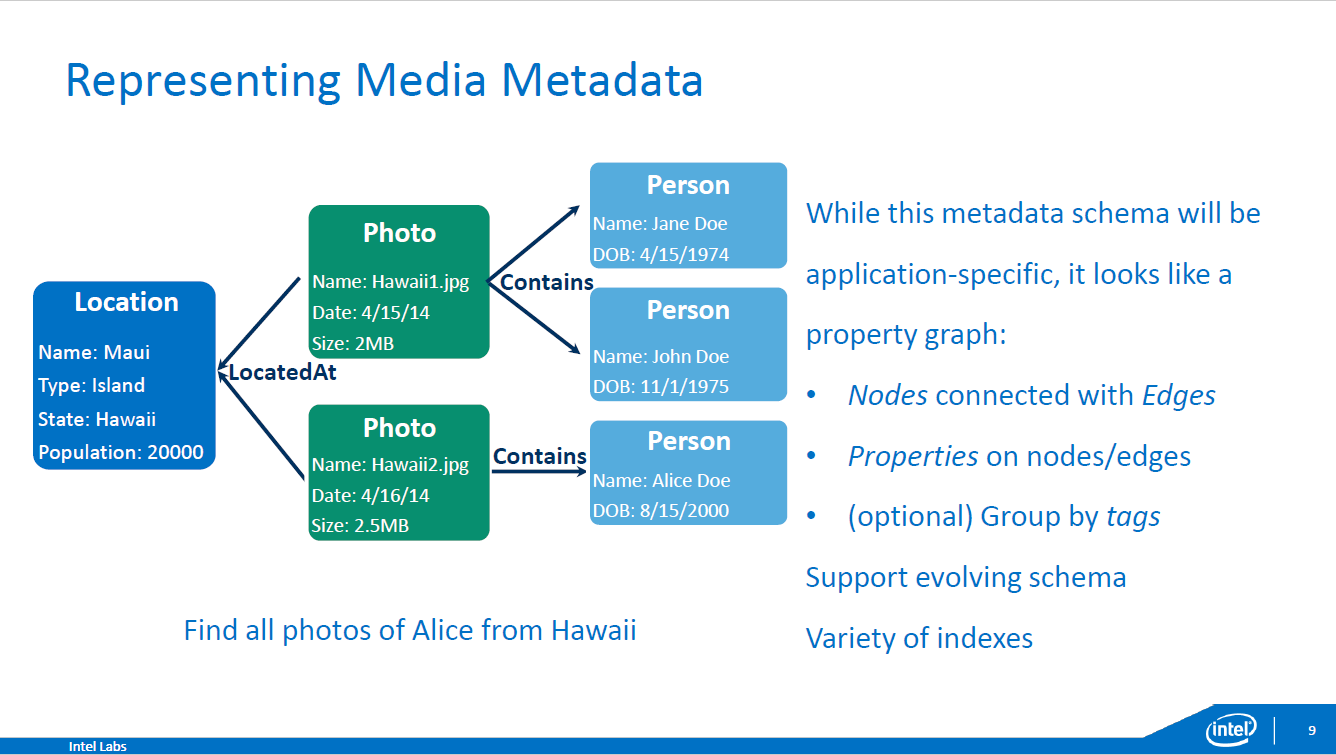 Representing Media Metadata
Location
Name: Maui
Type: Island
State: Hawaii
Population: 20000
LocatedAt
Photo
Name: Hawaii1.jpg
Date: 4/15/14
Size: 2MB
Photo
Name: Hawaii2.jpg
Date: 4/16/14
Size: 2.5MB
Contains
Contains
Person
Name: Jane Doe
DOB: 4/15/1974
Person
Name: John Doe
DOB: 11/1/1975
Person
Name: Alice Doe
DOB: 8/15/2000
Find all photos of Alice from Hawaii
While this metadata schema will be
application-specific, it looks like a
property graph:
• Nodes connected with Edges
• Properties on nodes/edges
• (optional) Group by tags
Support evolving schema
Variety of indexes
Intel Labs
intel
9